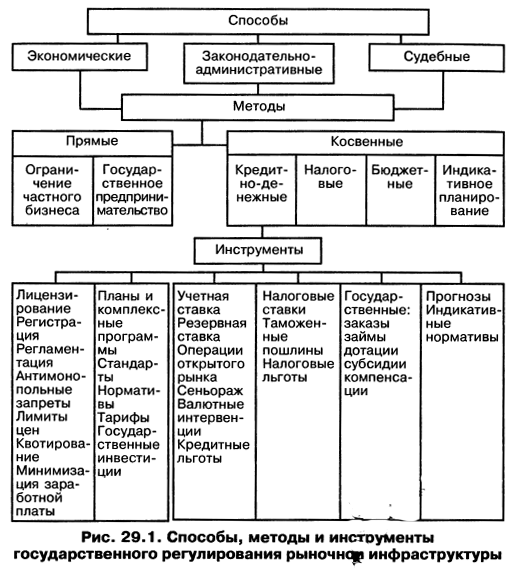 Способы
Экономические
Законодательно-
административные
Судебные
Методы
Прямые
Косвенные
Ограни-
чение
частного
бизнеса
Государ-
ственное
предприни-
мательство
Кредит-
но-де-
нежные
Налого-
вые
Бюджет-
ные
Индика-
тивное
планиро-
вание
Инструменты
Лицензи-
рование
Регистра-
ция
Регламен-
тация
Антимоно-
польные
запреты
Лимиты
цен
Квотирова-
ние
Минимиза-
ция зара-
ботной
платы
Планы и
комплекс-
ные
програм-
мы
Стандар-
ты
Нормати-
вы
Тарифы
Государ-
ственные
инвести-
ции
Учетная
ставка
Резервная
ставка
Операции
открытого
рынка
Сеньораж
Валютные
интервен-
ции
Кредитные
льготы
Налоговые
ставки
Таможен-
ные
пошлины
Налоговые
льготы
Государ-
ственные:
заказы
займы
дотации
субсидии
компенса-
ции
Прогнозы
Индикатив-
ные
нормативы
Рис. 29.1. Способы, методы и инструменты
государственного регулирования рыночной инфраструктуры